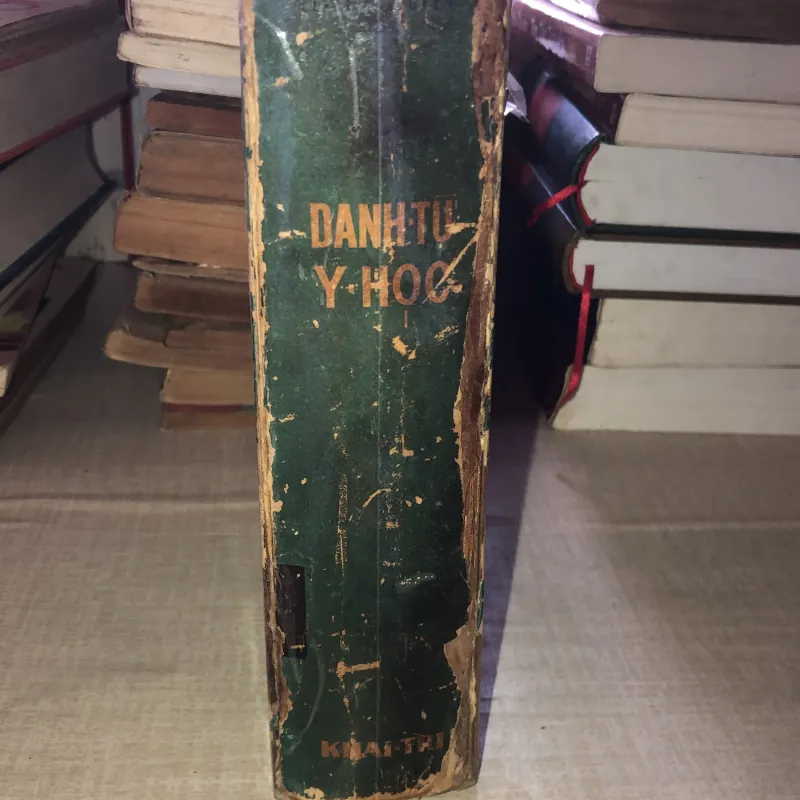 DANH-TỪ
Y-HỌC
KHAI-TRÍ